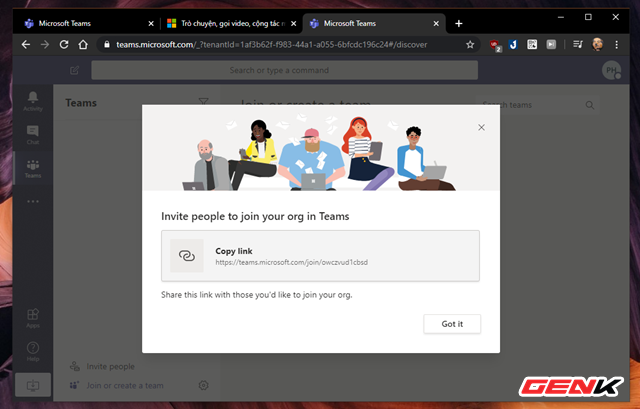 Microsoft Teams
Trò chuyện, gọi video, cộng tác n
Microsoft Teams
teams.microsoft.com/_?tenantId=1af3b62f-f983-44a1-a055-6bfcdc196c24#/discover
2
Search or type a command
PH
Activity
Chat
Teams
Apps
Help
Teams
Join or create a team
Search teams
Invite people to join your org in Teams
Copy link
https://teams.microsoft.com/join/owczvud1cbsd
Share this link with those you'd like to join your org.
Got it
Invite people
Join or create a team
GENK